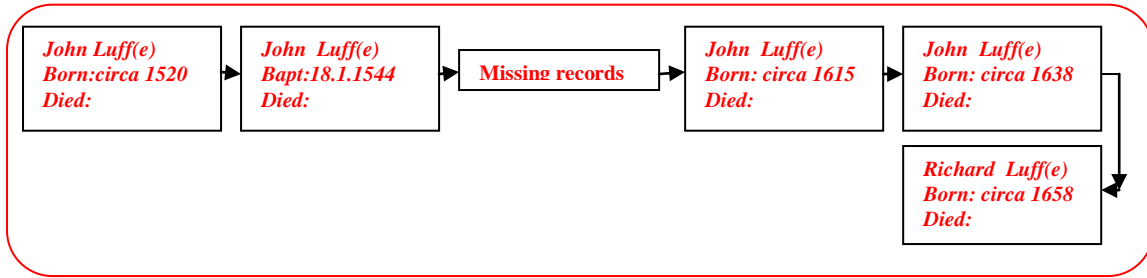 John Luff(e)
Born:circa 1520
Died:
John Luff(e)
Bapt:18.1.1544
Died:
Missing records
John Luff(e)
Born: circa 1615
Died:
John Luff(e)
Born: circa 1638
Died:
Richard Luff(e)
Born: circa 1658
Died: